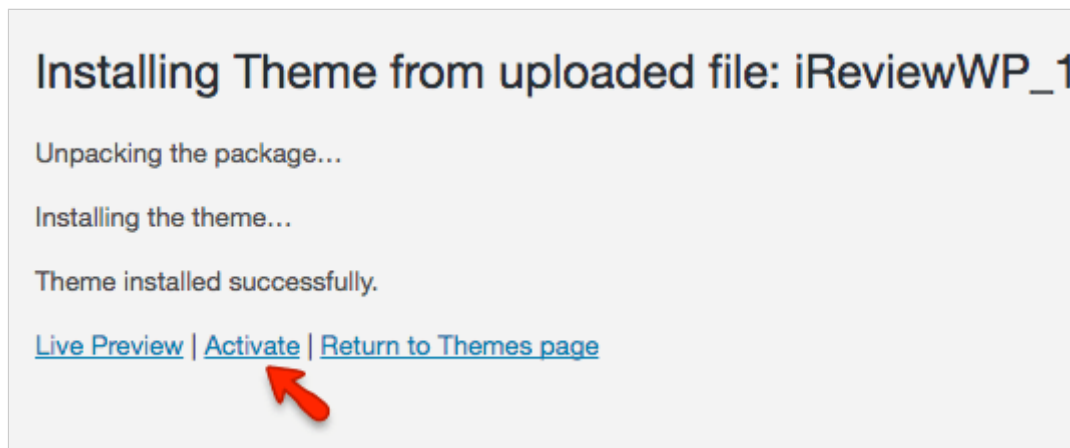 Installing Theme from uploaded file: iReviewWP_1
Unpacking the package…
Installing the theme…
Theme installed successfully.
Live Preview | Activate | Return to Themes page